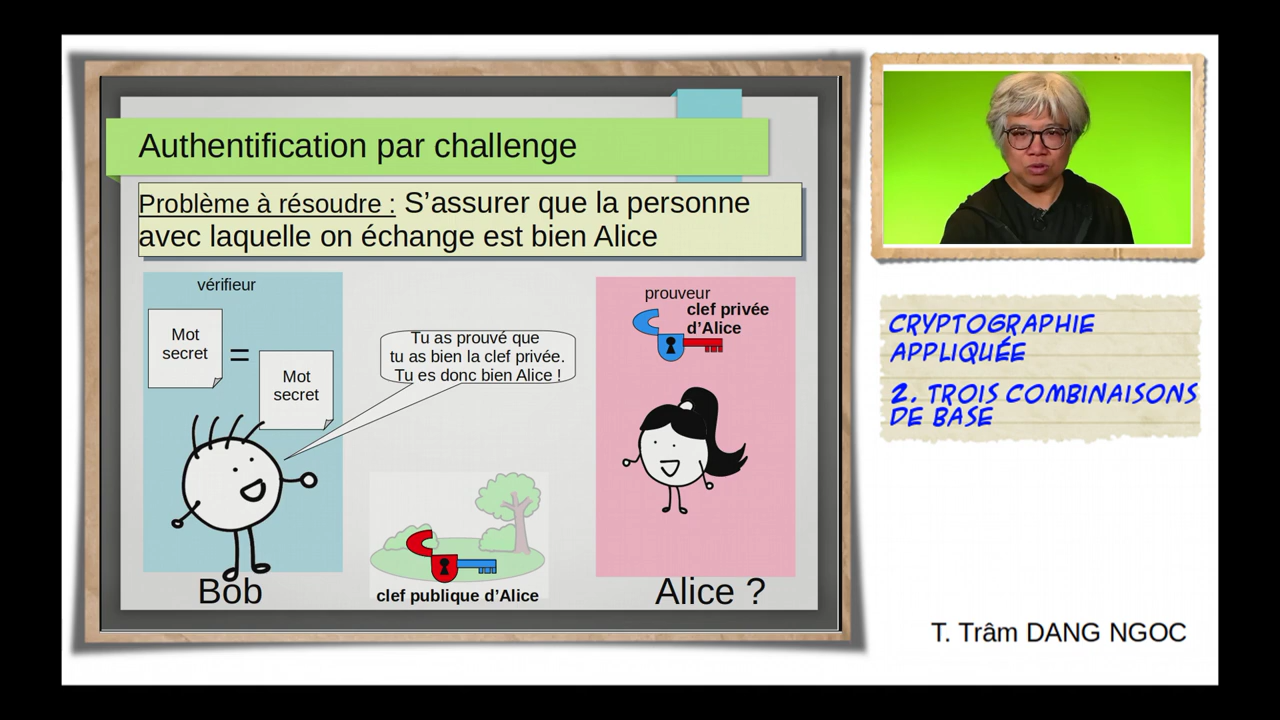 Authentification par challenge
Problème à résoudre : S’assurer que la personne
avec laquelle on échange est bien Alice
vérifieur
Mot
secret
=
Mot
secret
Tu as prouvé que
tu as bien la clef privée.
Tu es donc bien Alice !
prouveur
clef privée
d’Alice
clef publique d’Alice
Bob
Alice ?
CRYPTOGRAPHIE
APPLIQUÉE
2. TROIS COMBINAISONS
DE BASE
T. Trâm DANG NGOC